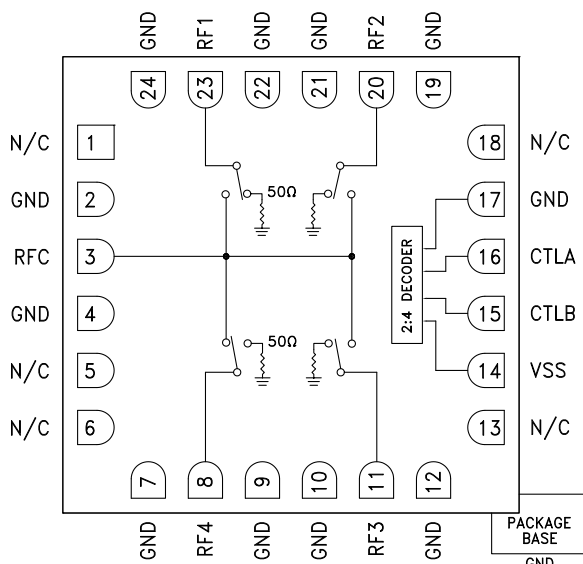 GND RF1 GND GND RF2 GND
24 23 22 21 20 19
N/C 1 18 N/C
50Ω
GND 2 17 GND
RFC 3 16 CTLA
2:4 DECODER
GND 4 15 CTLB
50Ω
N/C 5 14 VSS
N/C 6 13 N/C
7 8 9 10 11 12
GND RF4 GND GND RF3 GND
PACKAGE
BASE
GND